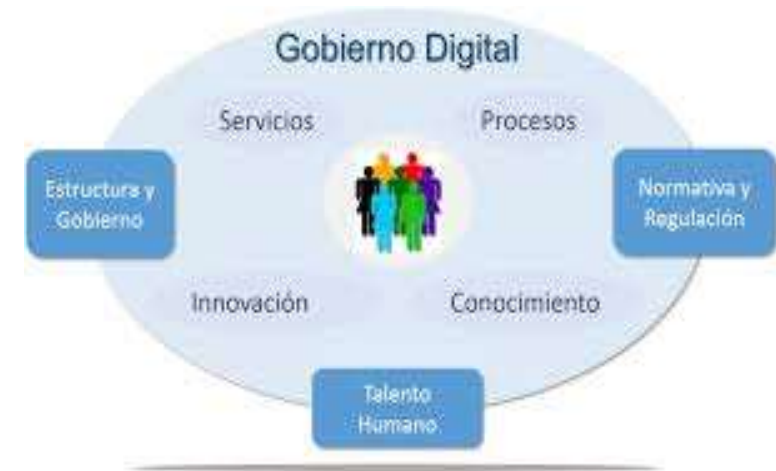 Gobierno Digital
Servicios
Procesos
Estructura y
Gobierno
Normativa y
Regulación
Innovación
Conocimiento
Talento
Humano